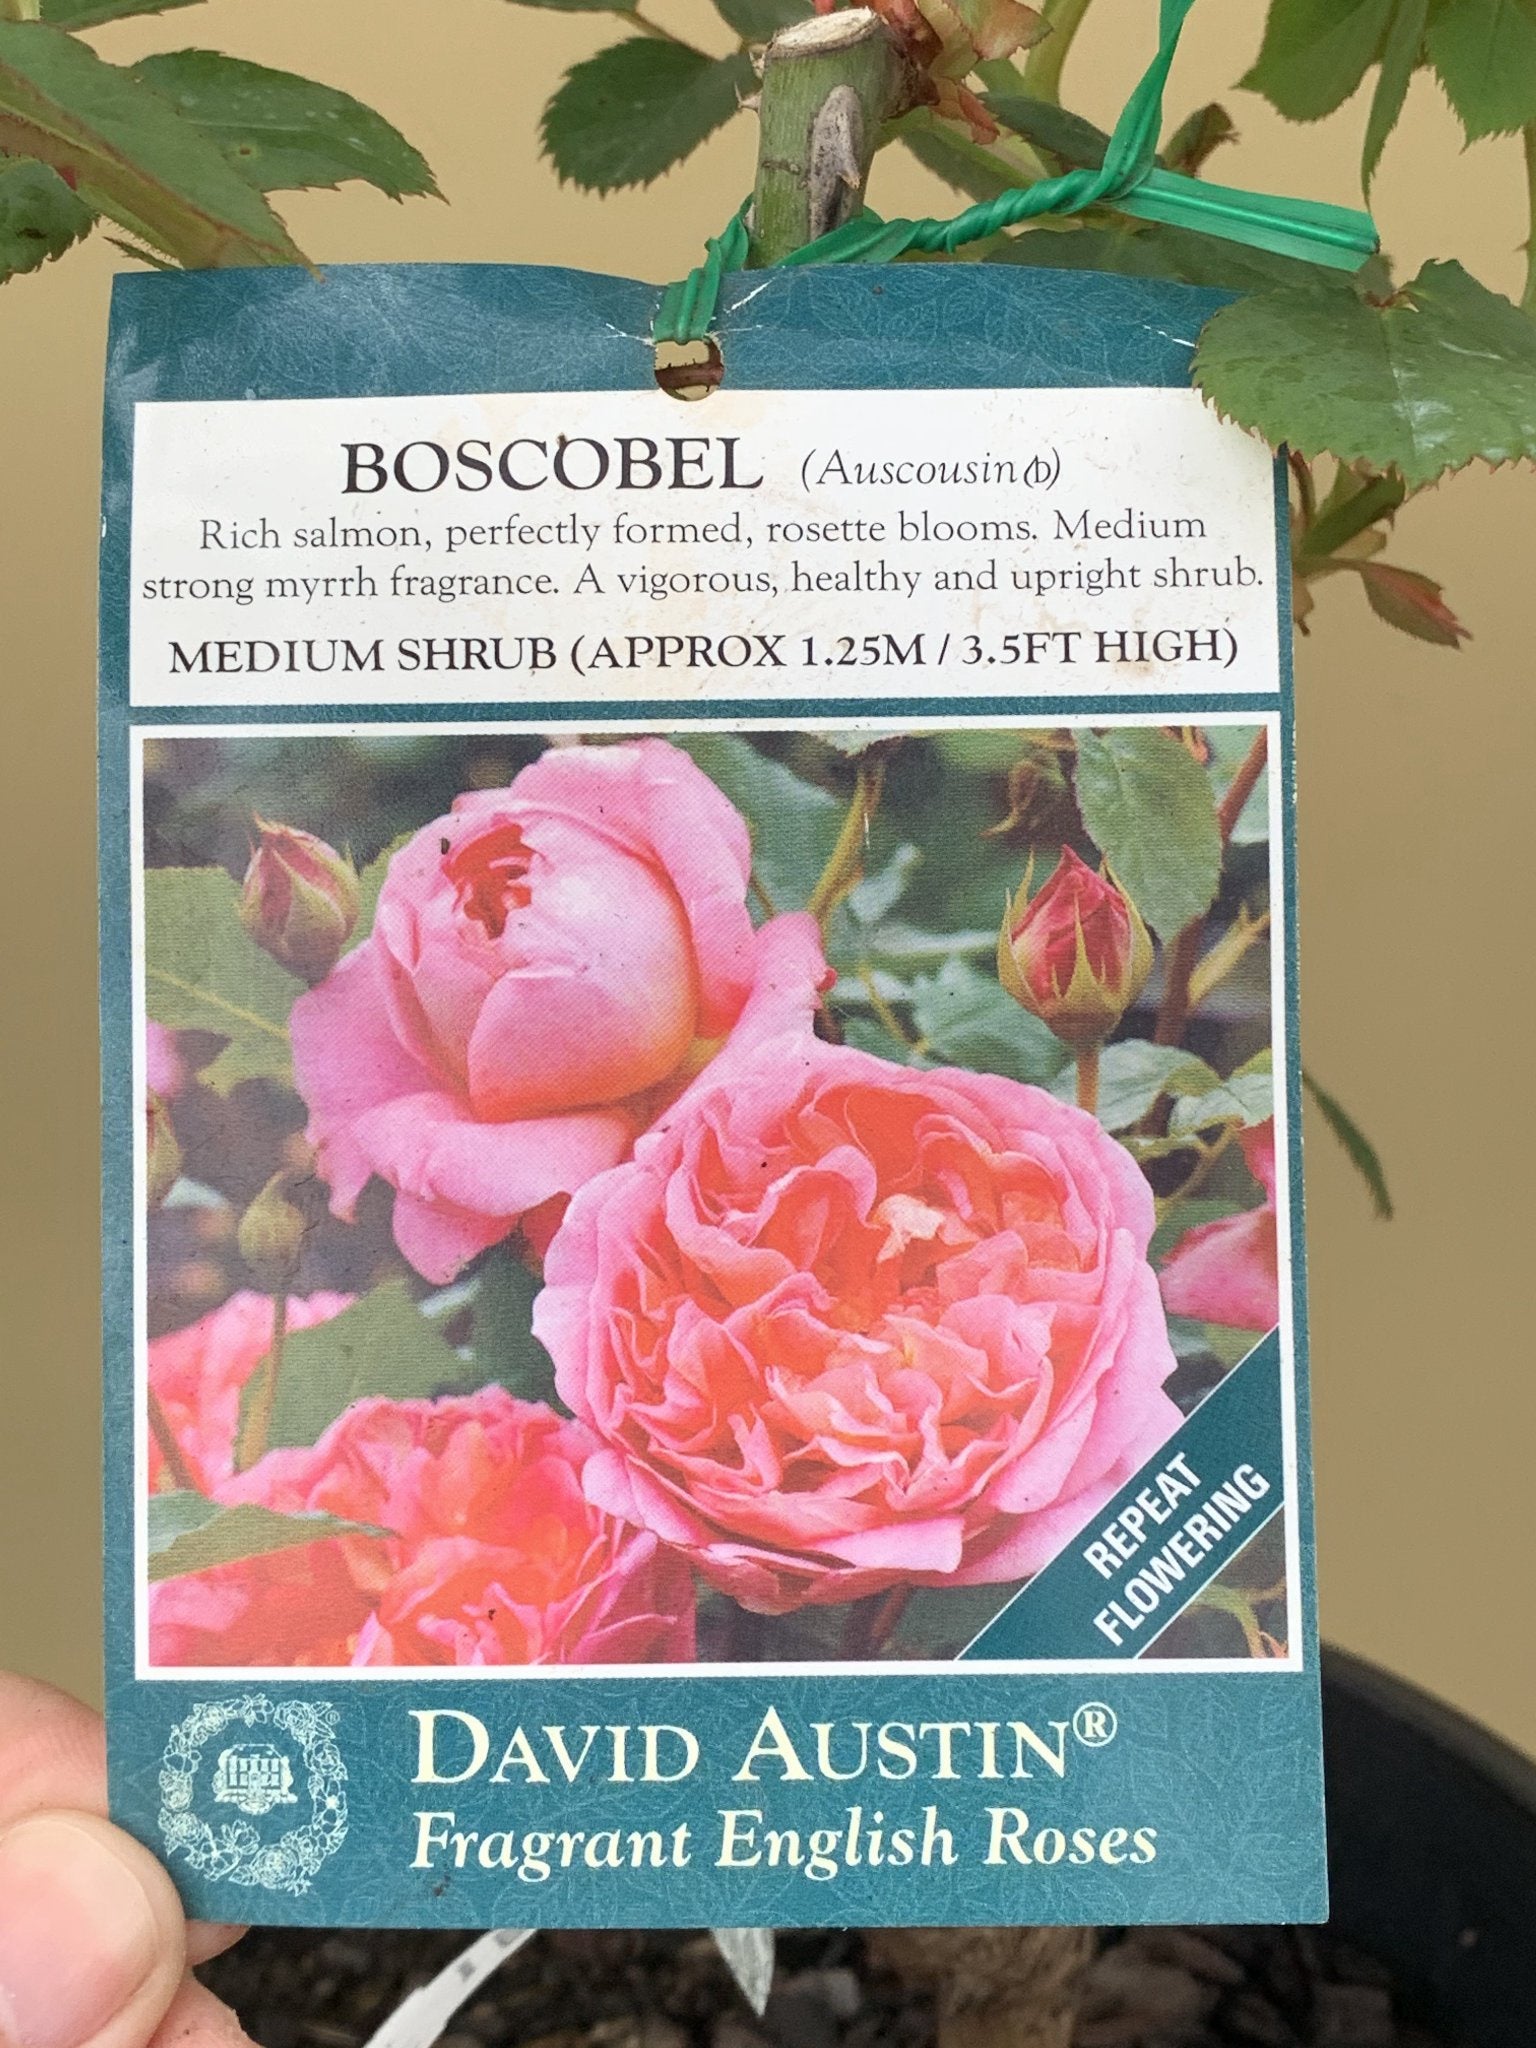 BOSCOBEL (Auscousin)
Rich salmon, perfectly formed, rosette blooms. Medium
strong myrrh fragrance. A vigorous, healthy and upright shrub.
MEDIUM SHRUB (APPROX 1.25M / 3.5FT HIGH)
REPEAT
FLOWERING
DAVID AUSTIN®
Fragrant English Roses